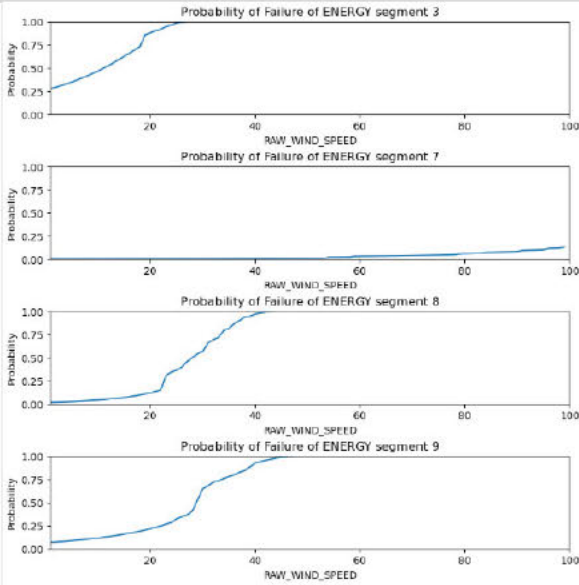 Probability of Failure of ENERGY segment 3
1.00
0.75
0.50
0.25
0.00
Probability
20 40 60 80 100
RAW_WIND_SPEED
Probability of Failure of ENERGY segment 7
1.00
0.75
0.50
0.25
0.00
Probability
20 40 60 80 100
RAW_WIND_SPEED
Probability of Failure of ENERGY segment 8
1.00
0.75
0.50
0.25
0.00
Probability
20 40 60 80 100
RAW_WIND_SPEED
Probability of Failure of ENERGY segment 9
1.00
0.75
0.50
0.25
0.00
Probability
20 40 60 80 100
RAW_WIND_SPEED